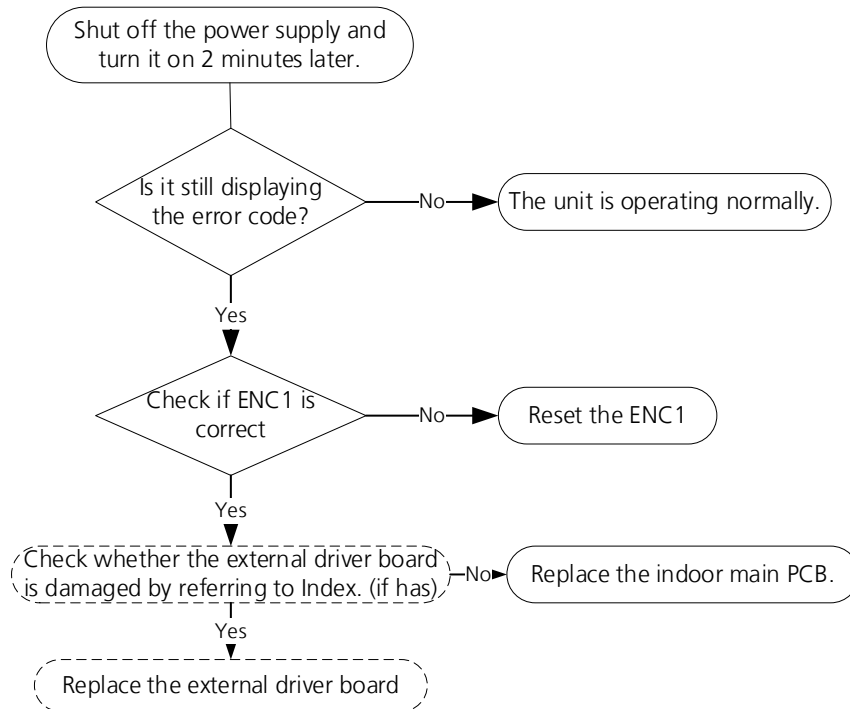 Shut off the power supply and
turn it on 2 minutes later.
Is it still displaying
the error code?
No
The unit is operating normally.
Yes
Check if ENC1 is
correct
No
Reset the ENC1
Yes
Check whether the external driver board
is damaged by referring to Index. (if has)
No
Replace the indoor main PCB.
Yes
Replace the external driver board